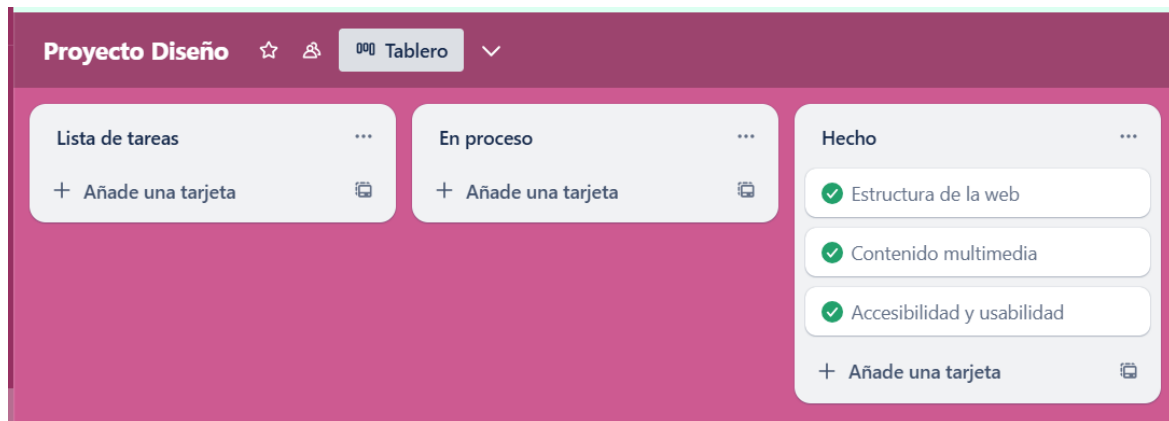 Proyecto Diseño
Tablero
Lista de tareas
Añade una tarjeta
En proceso
Añade una tarjeta
Hecho
Estructura de la web
Contenido multimedia
Accesibilidad y usabilidad
Añade una tarjeta